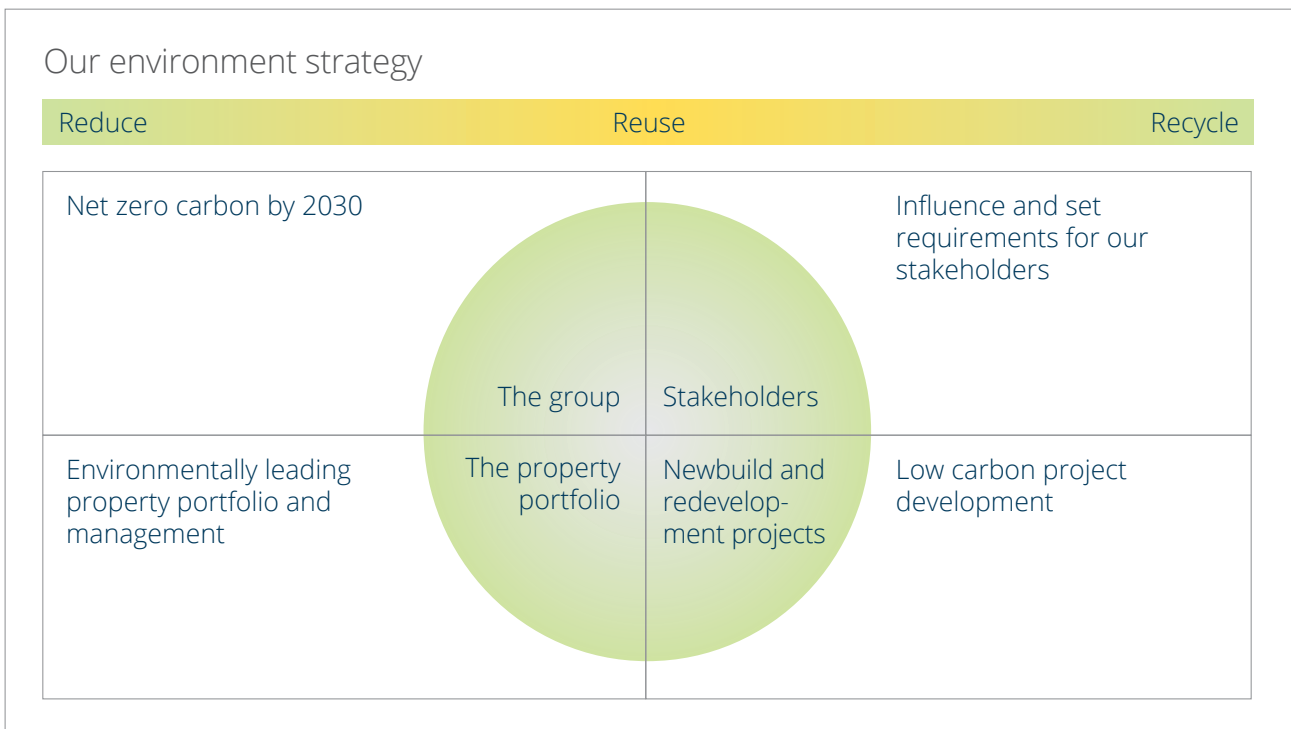 Our environment strategy
Reduce Reuse Recycle
Net zero carbon by 2030
Influence and set
requirements for our
stakeholders
The group
Stakeholders
Environmentally leading
property portfolio and
management
The property
portfolio
Newbuild and
redevelop-
ment projects
Low carbon project
development